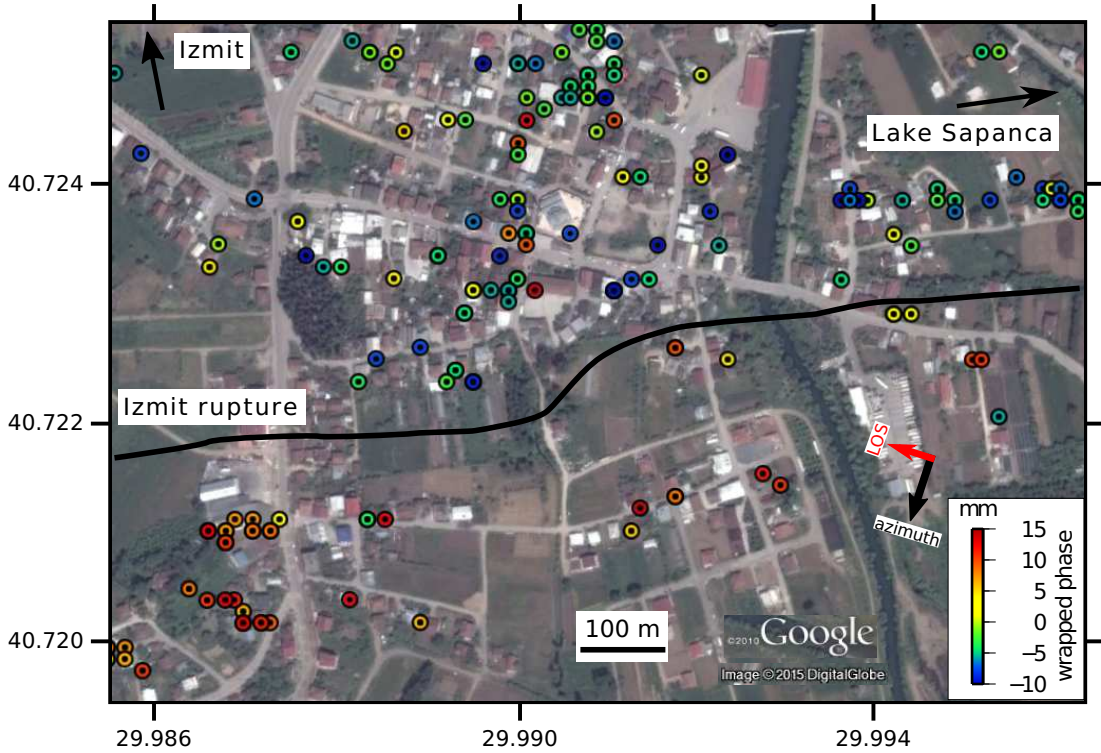 Izmit
Lake Sapanca
40.724
Izmit rupture
40.722
LOS
azimuth
mm
15
10
5
0
−5
−10
wrapped phase
40.720
100 m
©2010 Google
Image © 2015 DigitalGlobe
29.986
29.990
29.994